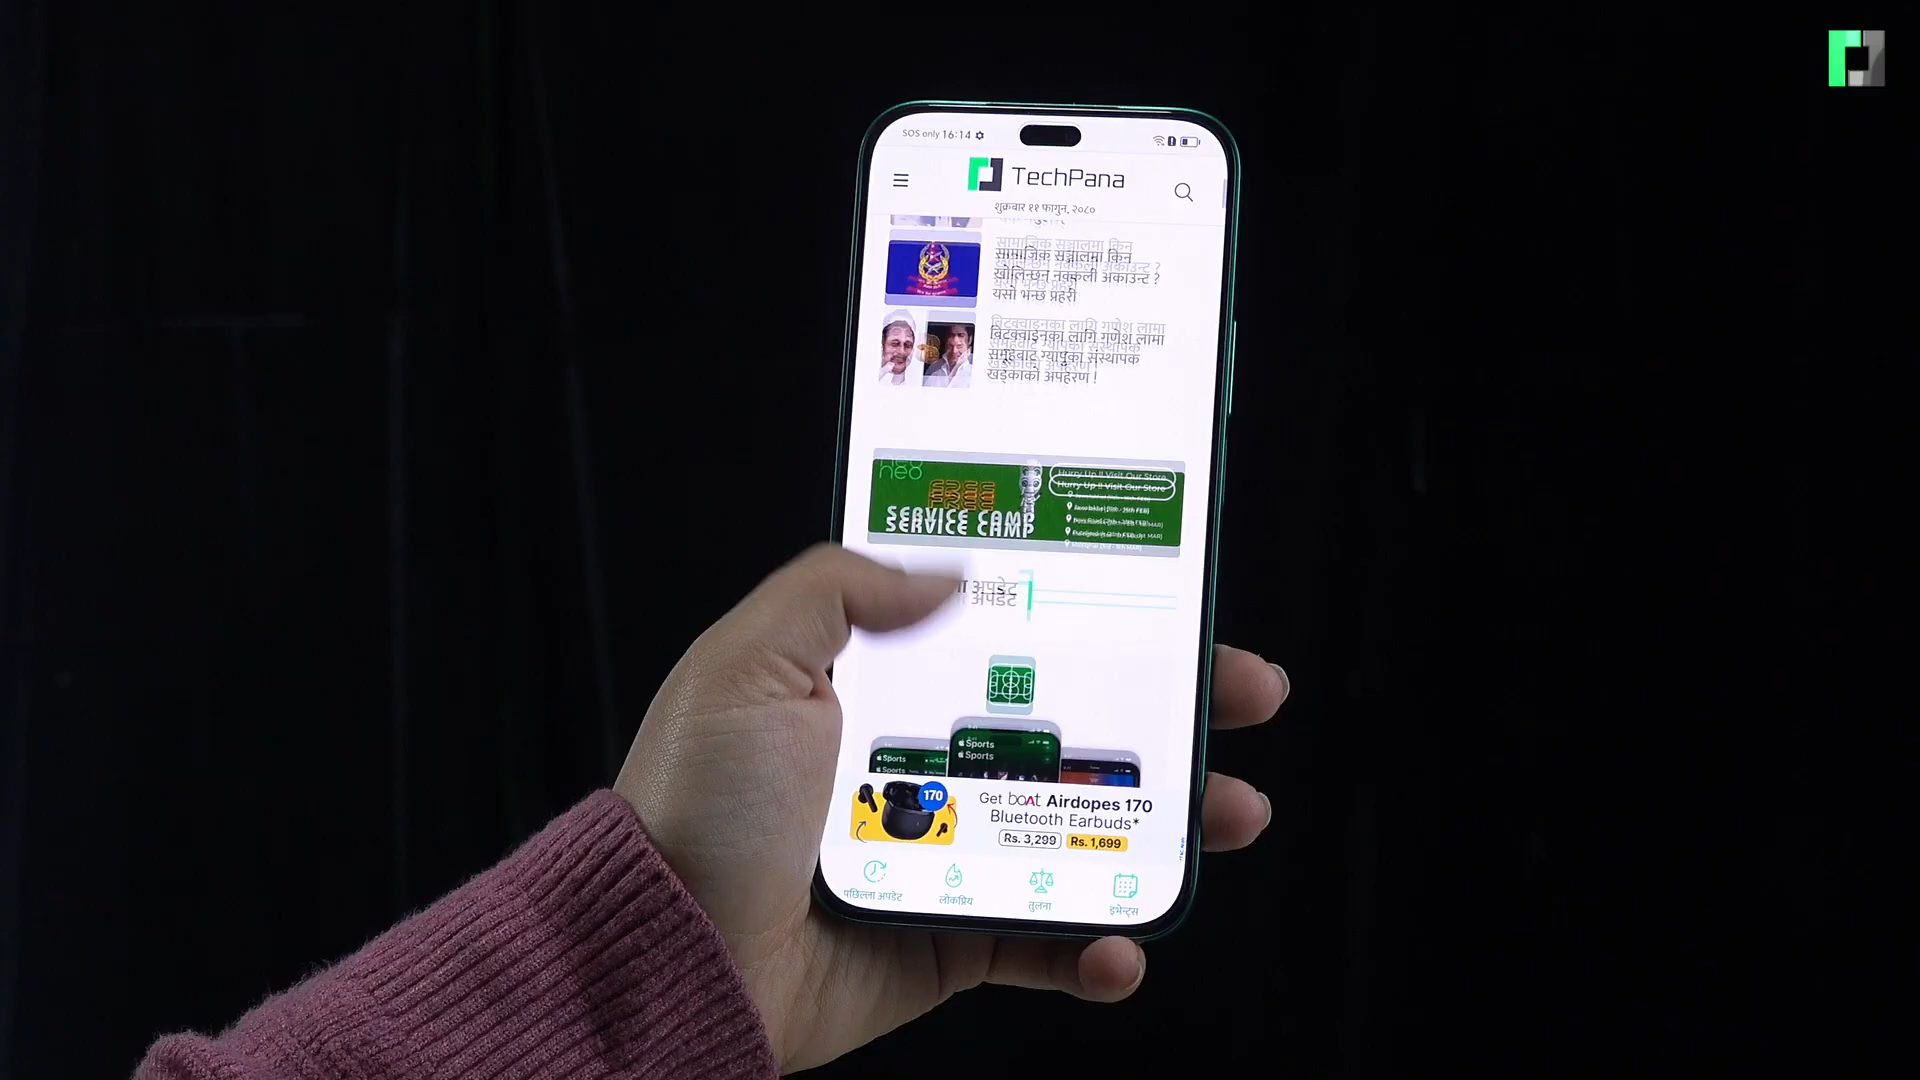 SOS only 16:14
TechPana
शुक्रबार ११ फागुन, २०८०
सामाजिक सञ्जालमा किन
खोलिन्छन् नक्कली अकाउन्ट ?
यसो भन्छ प्रहरी
बिटक्वाइनका लागि गणेश लामा
समूहबाट ग्यापुका संस्थापक
खड्काको अपहरण !
neo
FREE
SERVICE CAMP
Hurry Up !! Visit Our Store
अपडेट
Sports
Sports
170
Get boAt Airdopes 170
Bluetooth Earbuds*
Rs. 3,299 Rs. 1,699
पछिल्ला अपडेट
लोकप्रिय
तुलना
इभेन्ट्स